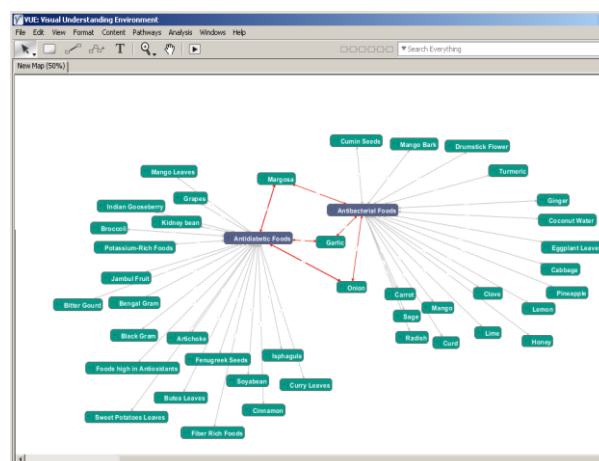 VUE: Visual Understanding Environment
File Edit View Format Content Pathways Analysis Windows Help
T Search Everything
New Map (50%)
Cumin Seeds
Mango Bark
Drumstick Flower
Mango Leaves
Margosa
Turmeric
Grapes
Indian Gooseberry
Antibacterial Foods
Ginger
Kidney bean
Coconut Water
Broccoli
Antidiabetic Foods
Garlic
Potassium-Rich Foods
Eggplant Leave
Cabbage
Jambul Fruit
Onion
Carrot
Clove
Pineapple
Bitter Gourd
Bengal Gram
Mango
Lemon
Sage
Black Gram
Artichoke
Radish
Curd
Lime
Honey
Fenugreek Seeds
Isphagula
Foods high in Antioxidants
Soyabean
Curry Leaves
Butea Leaves
Cinnamon
Sweet Potatoes Leaves
Fiber Rich Foods